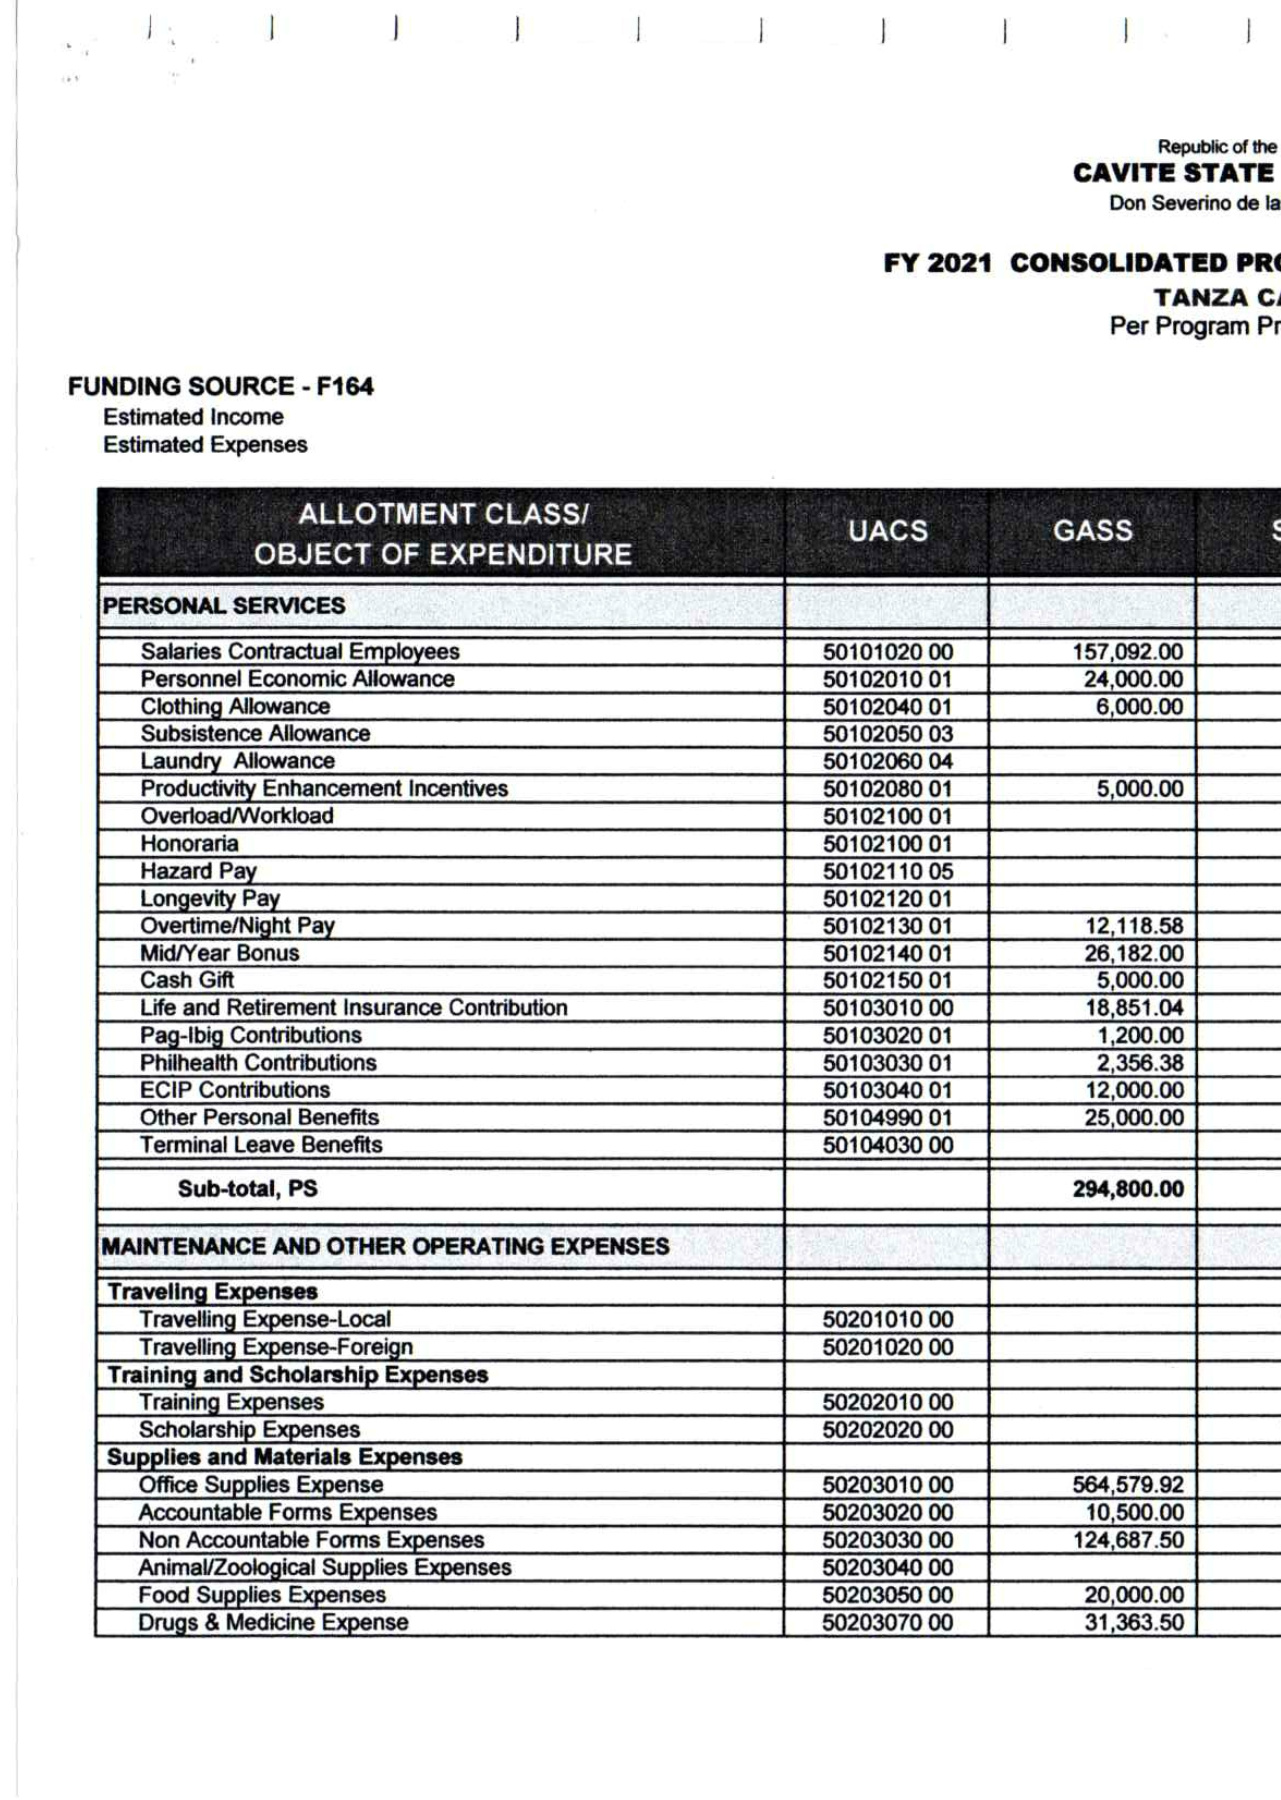 Republic of the
CAVITE STATE
Don Severino de la
FY 2021 CONSOLIDATED PRO
TANZA CA
Per Program Pr
FUNDING SOURCE - F164
Estimated Income
Estimated Expenses
ALLOTMENT CLASS/
OBJECT OF EXPENDITURE UACS GASS S
PERSONAL SERVICES
Salaries Contractual Employees 50101020 00 157,092.00
Personnel Economic Allowance 50102010 01 24,000.00
Clothing Allowance 50102040 01 6,000.00
Subsistence Allowance 50102050 03
Laundry Allowance 50102060 04
Productivity Enhancement Incentives 50102080 01 5,000.00
Overload/Workload 50102100 01
Honoraria 50102100 01
Hazard Pay 50102110 05
Longevity Pay 50102120 01
Overtime/Night Pay 50102130 01 12,118.58
Mid/Year Bonus 50102140 01 26,182.00
Cash Gift 50102150 01 5,000.00
Life and Retirement Insurance Contribution 50103010 00 18,851.04
Pag-Ibig Contributions 50103020 01 1,200.00
Philhealth Contributions 50103030 01 2,356.38
ECIP Contributions 50103040 01 12,000.00
Other Personal Benefits 50104990 01 25,000.00
Terminal Leave Benefits 50104030 00
Sub-total, PS 294,800.00
MAINTENANCE AND OTHER OPERATING EXPENSES
Traveling Expenses
Travelling Expense-Local 50201010 00
Travelling Expense-Foreign 50201020 00
Training and Scholarship Expenses
Training Expenses 50202010 00
Scholarship Expenses 50202020 00
Supplies and Materials Expenses
Office Supplies Expense 50203010 00 564,579.92
Accountable Forms Expenses 50203020 00 10,500.00
Non Accountable Forms Expenses 50203030 00 124,687.50
Animal/Zoological Supplies Expenses 50203040 00
Food Supplies Expenses 50203050 00 20,000.00
Drugs & Medicine Expense 50203070 00 31,363.50